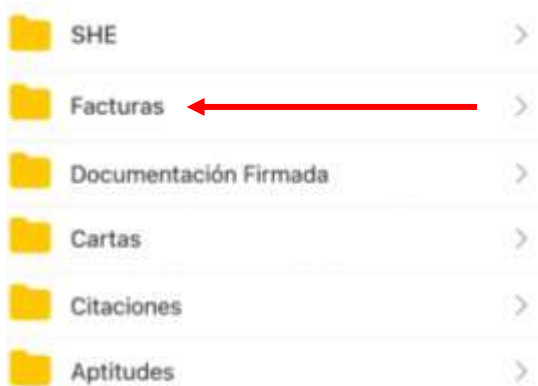 SHE
Facturas
Documentación Firmada
Cartas
Citaciones
Aptitudes